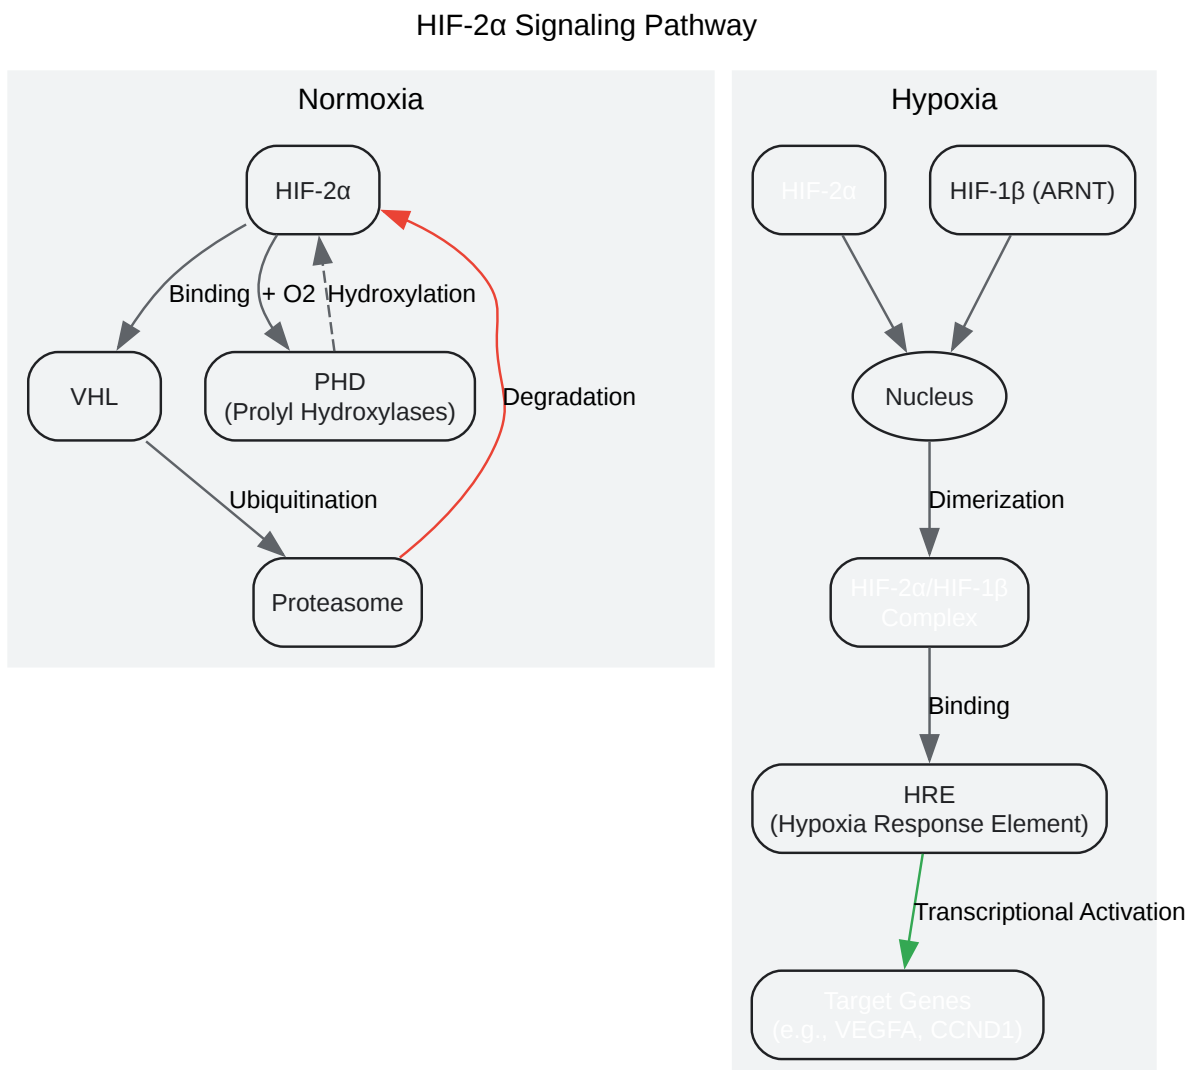 HIF-2α Signaling Pathway
Normoxia
HIF-2α
Binding
+ O2
Hydroxylation
VHL
PHD
(Prolyl Hydroxylases)
Degradation
Ubiquitination
Proteasome
Hypoxia
HIF-2α
HIF-1β (ARNT)
Nucleus
Dimerization
HIF-2α/HIF-1β
Complex
Binding
HRE
(Hypoxia Response Element)
Transcriptional Activation
Target Genes
(e.g., VEGFA, CCND1)